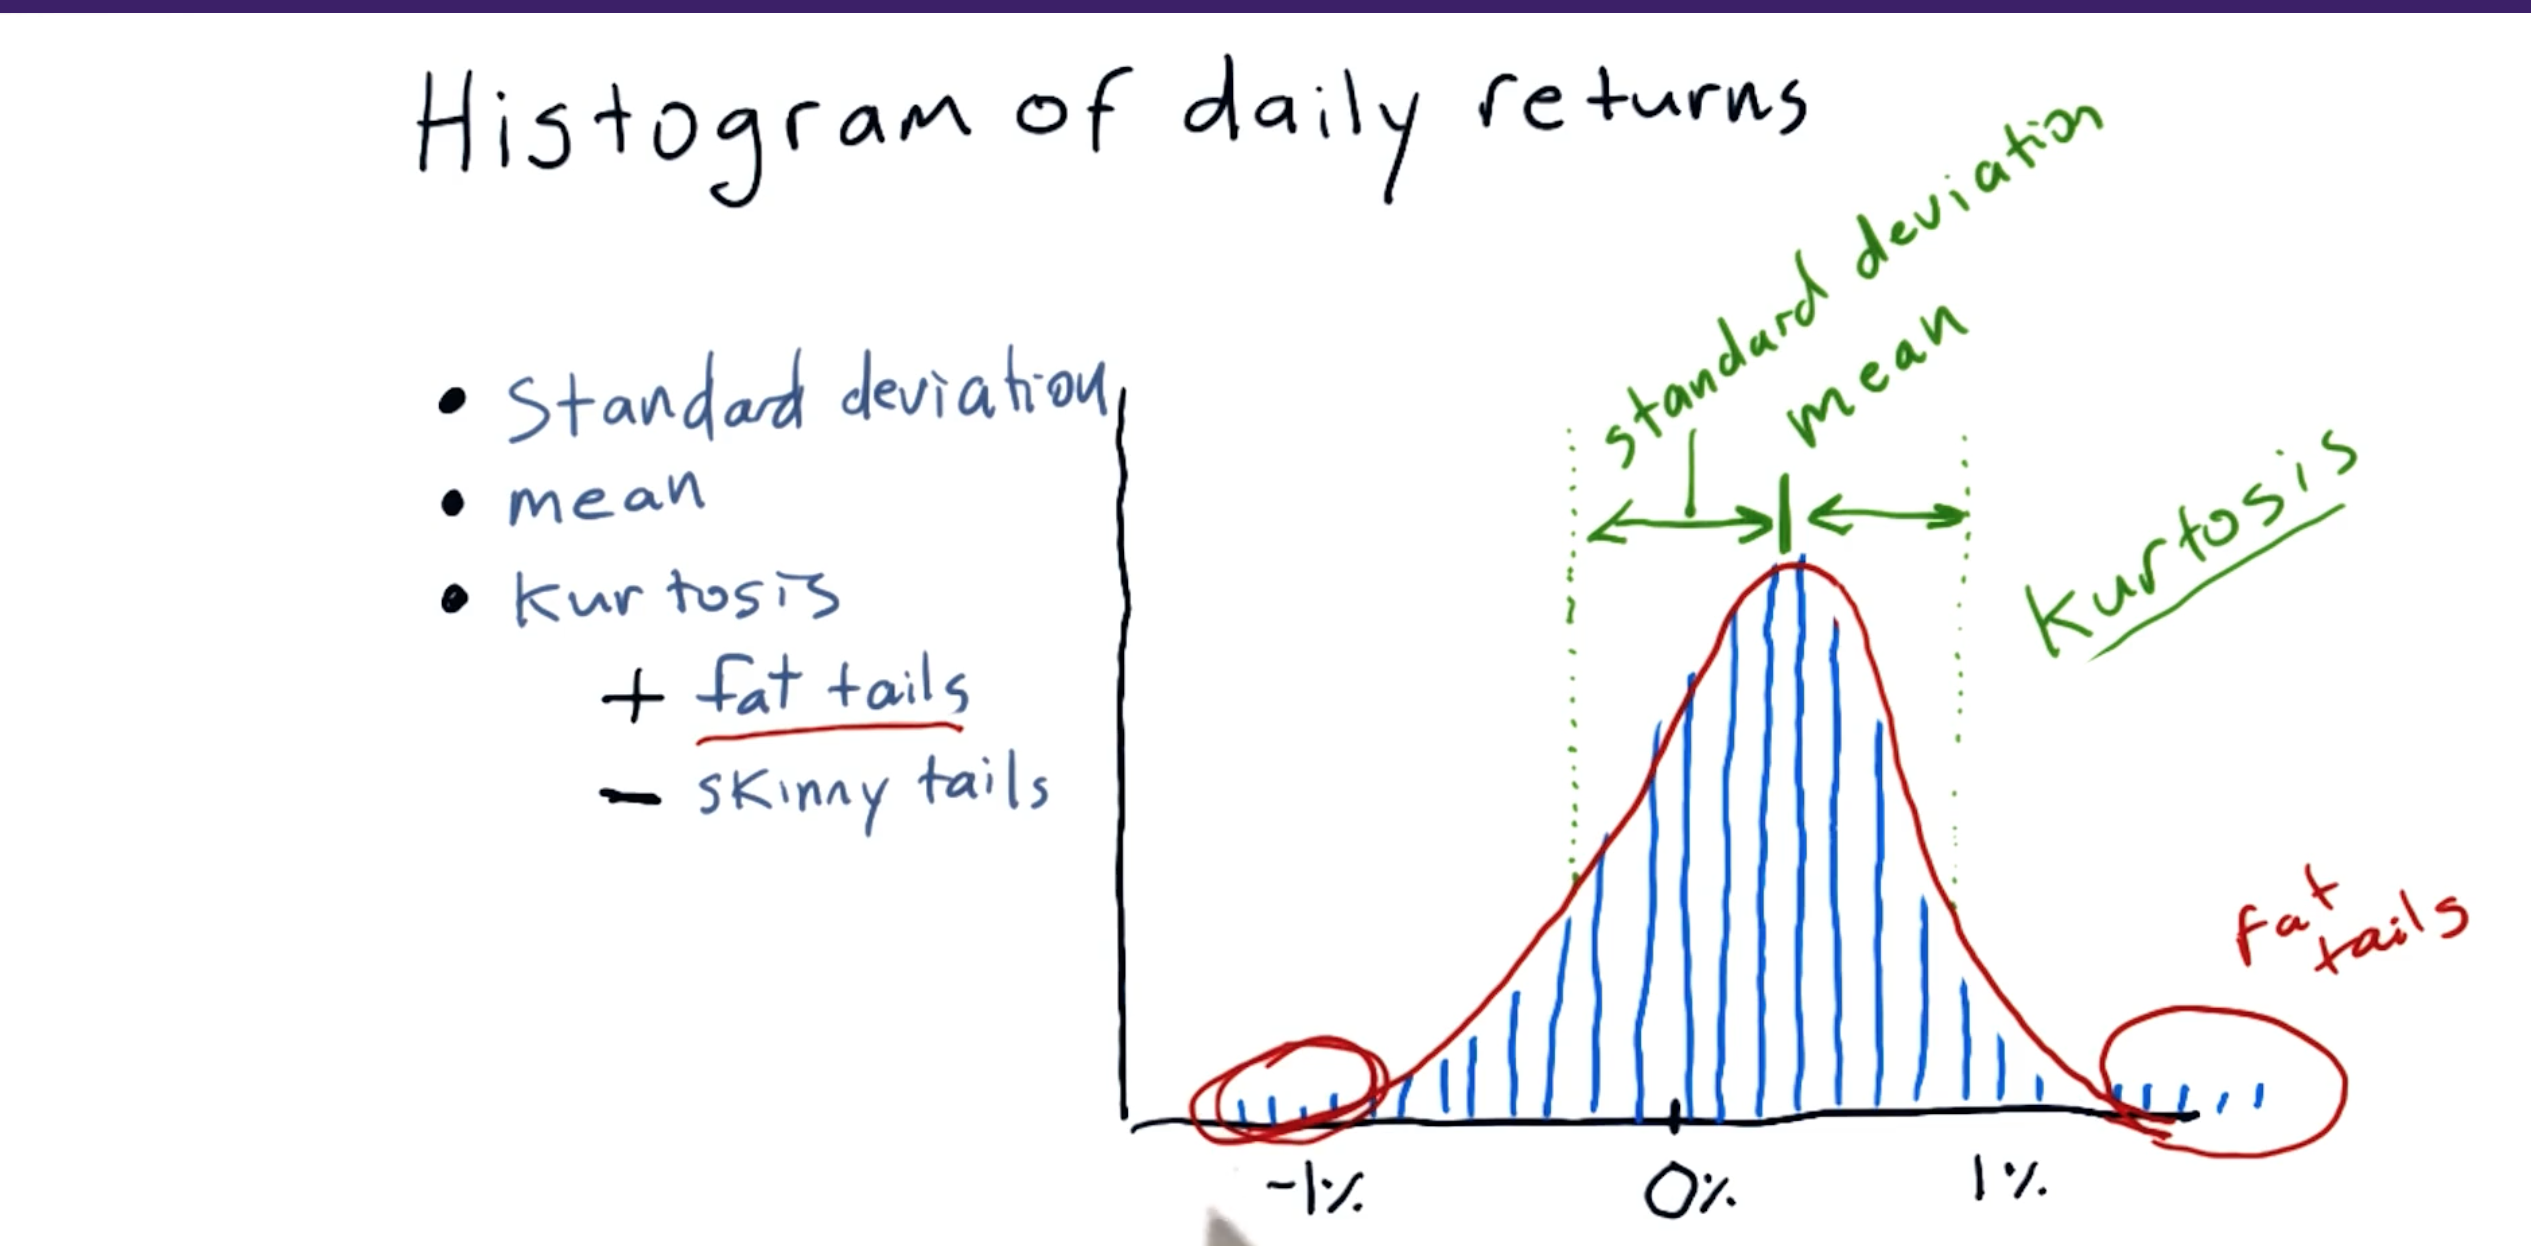 Histogram of daily returns
• Standard deviation
• mean
• Kurtosis
+ fat tails
- skinny tails
standard deviation
mean
Kurtosis
fat
tails
-1%
0%
1%